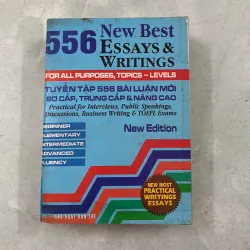 556 New Best
ESSAYS &
WRITINGS
FOR ALL PURPOSES, TOPICS – LEVELS
TUYỂN TẬP 556 BÀI LUẬN MỚI
SƠ CẤP, TRUNG CẤP & NÂNG CAO
Practical for Interviews, Public Speakings,
Discussions, Business Writing & TOEFL Exams
New Edition
BEGINNER
ELEMENTARY
INTERMEDIATE
ADVANCED
FLUENCY
NEW MOST
PRACTICAL
WRITINGS
ESSAYS